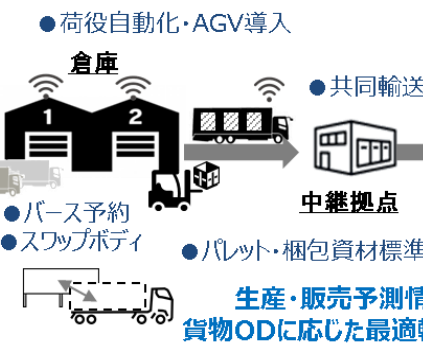 ●荷役自動化・AGV導入
倉庫
●共同輸送
1 2
中継拠点
●バース予約
●スワップボディ
●パレット・梱包資材標準
生産・販売予測情
貨物ODに応じた最適